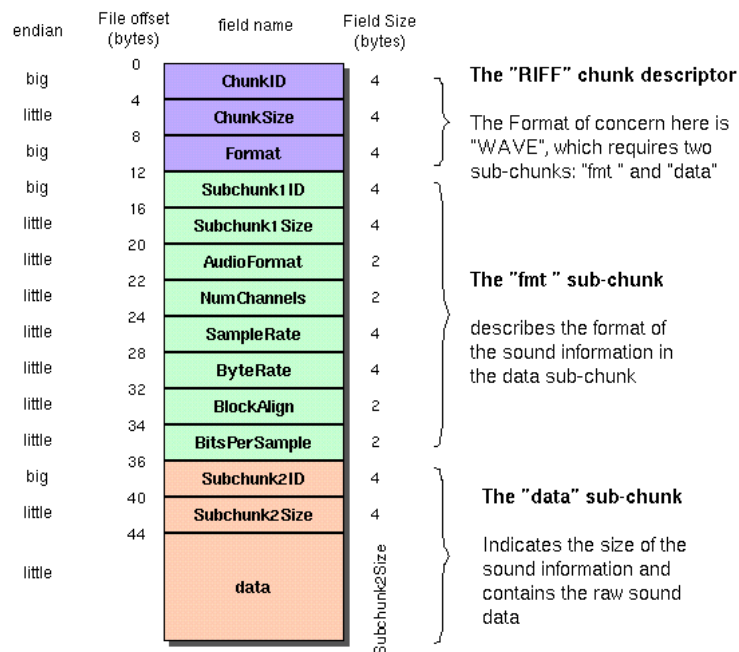 endian File offset (bytes) field name Field Size (bytes)
0
big ChunkID 4
4
little ChunkSize 4
8
big Format 4
12
big Subchunk1ID 4
16
little Subchunk1Size 4
20
little AudioFormat 2
22
little NumChannels 2
24
little SampleRate 4
28
little ByteRate 4
32
little BlockAlign 2
34
little BitsPerSample 2
36
big Subchunk2ID 4
40
little Subchunk2Size 4
44
little data Subchunk2Size
The "RIFF" chunk descriptor
The Format of concern here is
"WAVE", which requires two
sub-chunks: "fmt " and "data"
The "fmt " sub-chunk
describes the format of
the sound information in
the data sub-chunk
The "data" sub-chunk
Indicates the size of the
sound information and
contains the raw sound
data